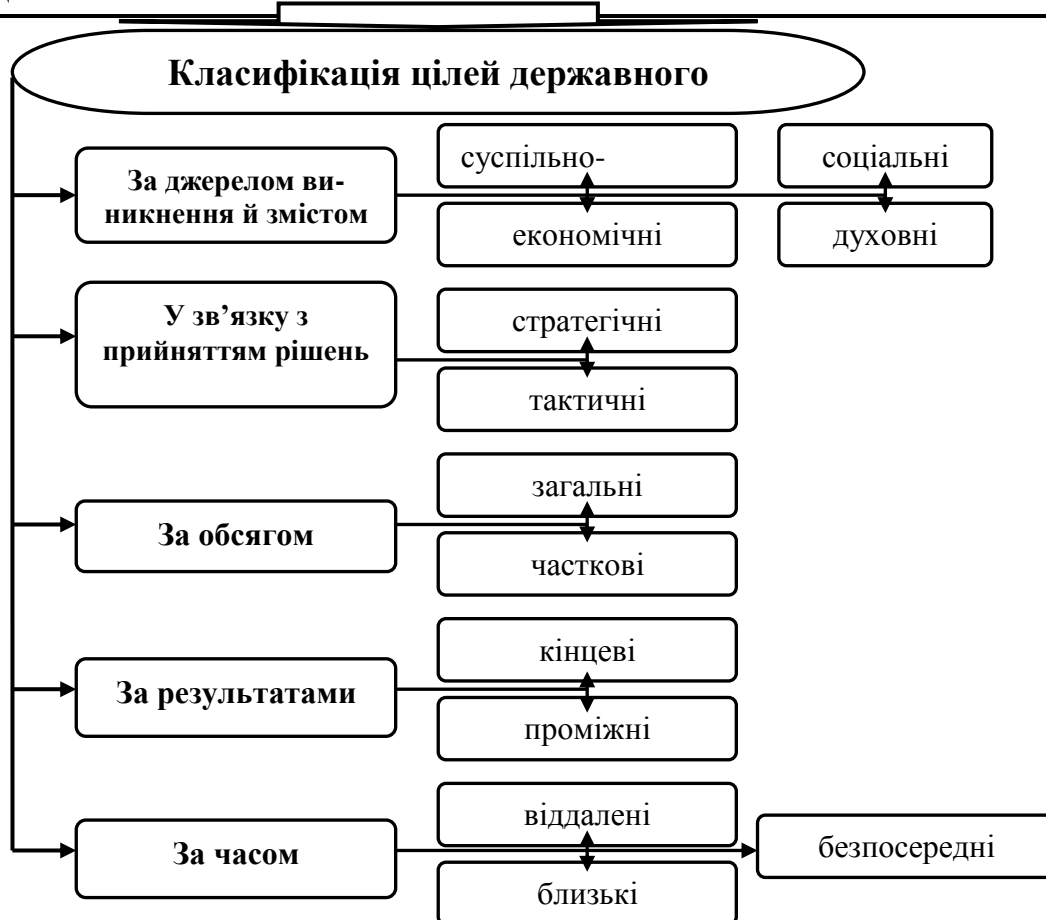 Класифікація цілей державного
За джерелом ви-
никнення й змістом
суспільно-
економічні
соціальні
духовні
У зв’язку з
прийняттям рішень
стратегічні
тактичні
За обсягом
загальні
часткові
За результатами
кінцеві
проміжні
За часом
віддалені
близькі
безпосередні